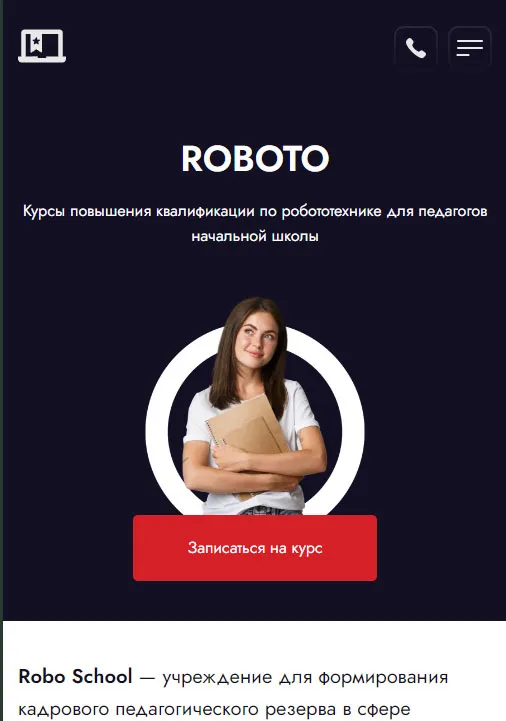 ROBOTO
Курсы повышения квалификации по робототехнике для педагогов
начальной школы
Записаться на курс
Robo School — учреждение для формирования
кадрового педагогического резерва в сфере